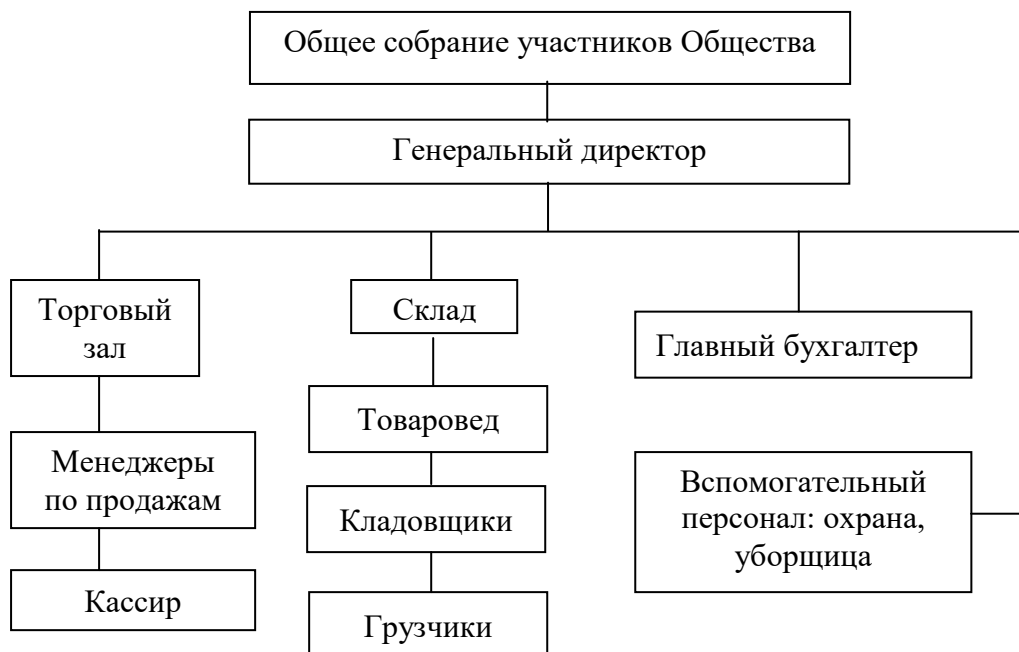 Общее собрание участников Общества
Генеральный директор
Торговый
зал
Склад
Главный бухгалтер
Товаровед
Менеджеры
по продажам
Вспомогательный
персонал: охрана,
уборщица
Кладовщики
Кассир
Грузчики